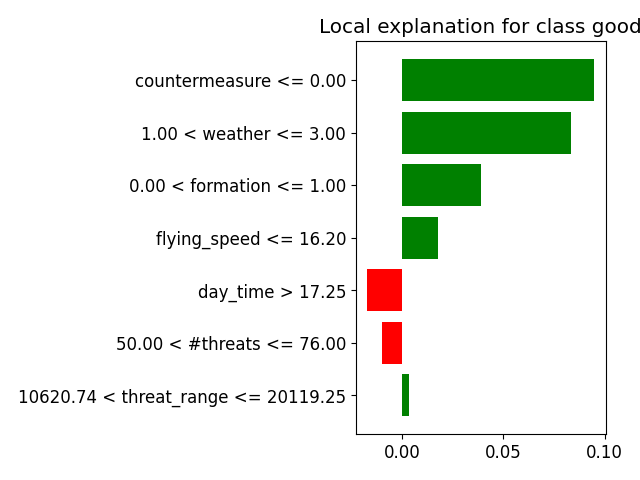 Local explanation for class good
countermeasure <= 0.00
1.00 < weather <= 3.00
0.00 < formation <= 1.00
flying_speed <= 16.20
day_time > 17.25
50.00 < #threats <= 76.00
10620.74 < threat_range <= 20119.25
0.00 0.05 0.10